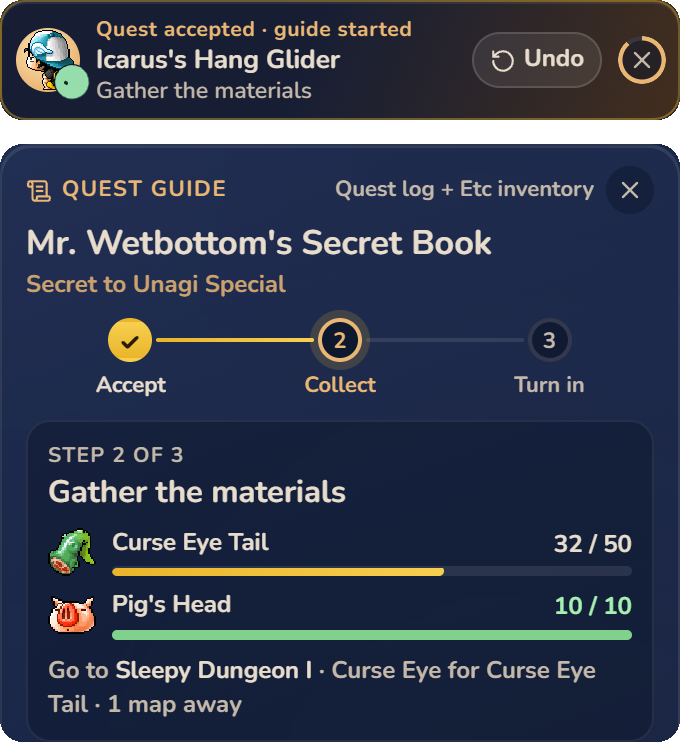 Quest accepted · guide started
Icarus's Hang Glider
Gather the materials
Undo
QUEST GUIDE
Quest log + Etc inventory
Mr. Wetbottom's Secret Book
Secret to Unagi Special
2
3
Accept
Collect
Turn in
STEP 2 OF 3
Gather the materials
Curse Eye Tail
32 / 50
Pig's Head
10 / 10
Go to Sleepy Dungeon I · Curse Eye for Curse Eye
Tail · 1 map away